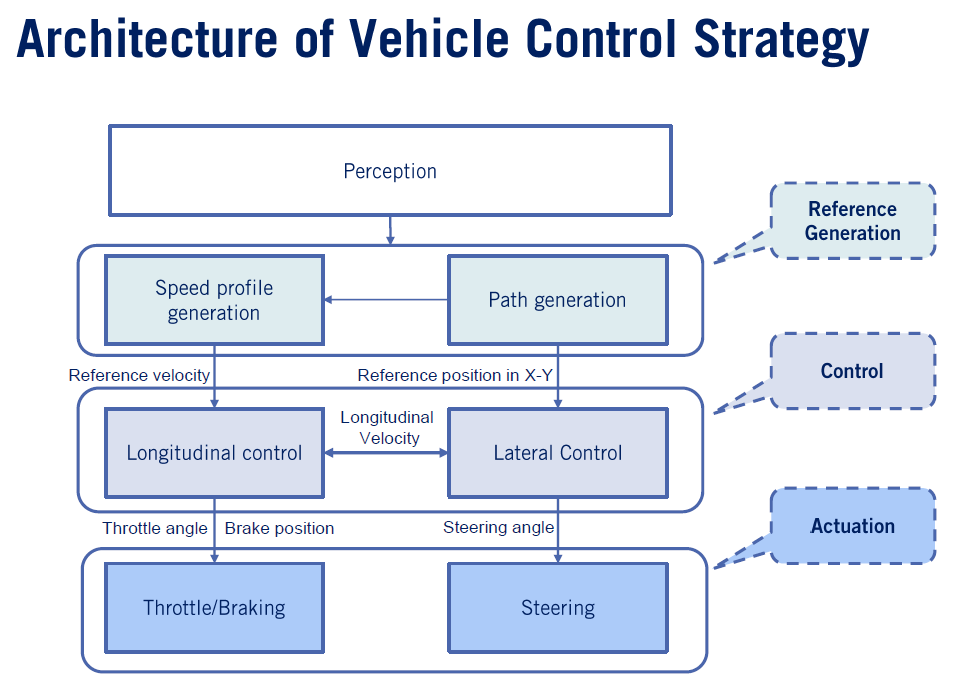 Architecture of Vehicle Control Strategy
Perception
Reference
Generation
Speed profile
generation
Path generation
Reference velocity
Reference position in X-Y
Control
Longitudinal control
Longitudinal
Velocity
Lateral Control
Throttle angle
Brake position
Steering angle
Actuation
Throttle/Braking
Steering